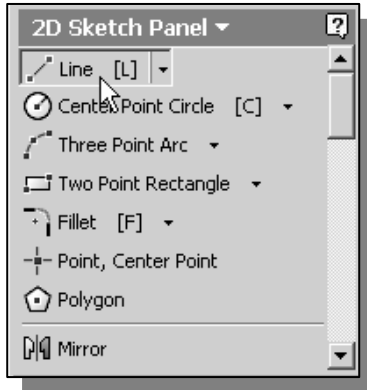 2D Sketch Panel ?
Line [L]
Center Point Circle [C]
Three Point Arc
Two Point Rectangle
Fillet [F]
Point, Center Point
Polygon
Mirror